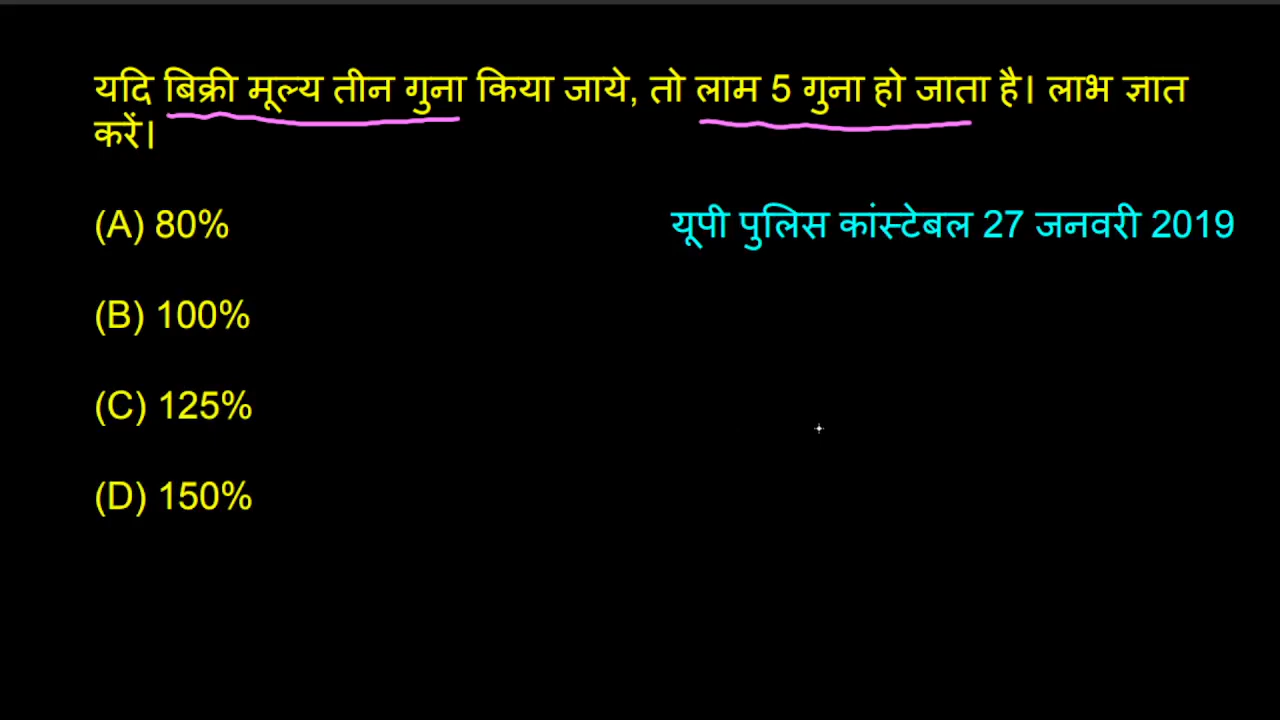 यदि बिक्री मूल्य तीन गुना किया जाये, तो लाम 5 गुना हो जाता है। लाभ ज्ञात
करें।
(A) 80%
यूपी पुलिस कांस्टेबल 27 जनवरी 2019
(B) 100%
(C) 125%
(D) 150%